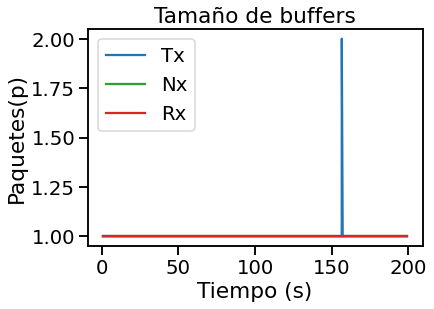 Tamaño de buffers
Tx
Nx
Rx
Paquetes(p)
2.00
1.75
1.50
1.25
1.00
0 50 100 150 200
Tiempo (s)